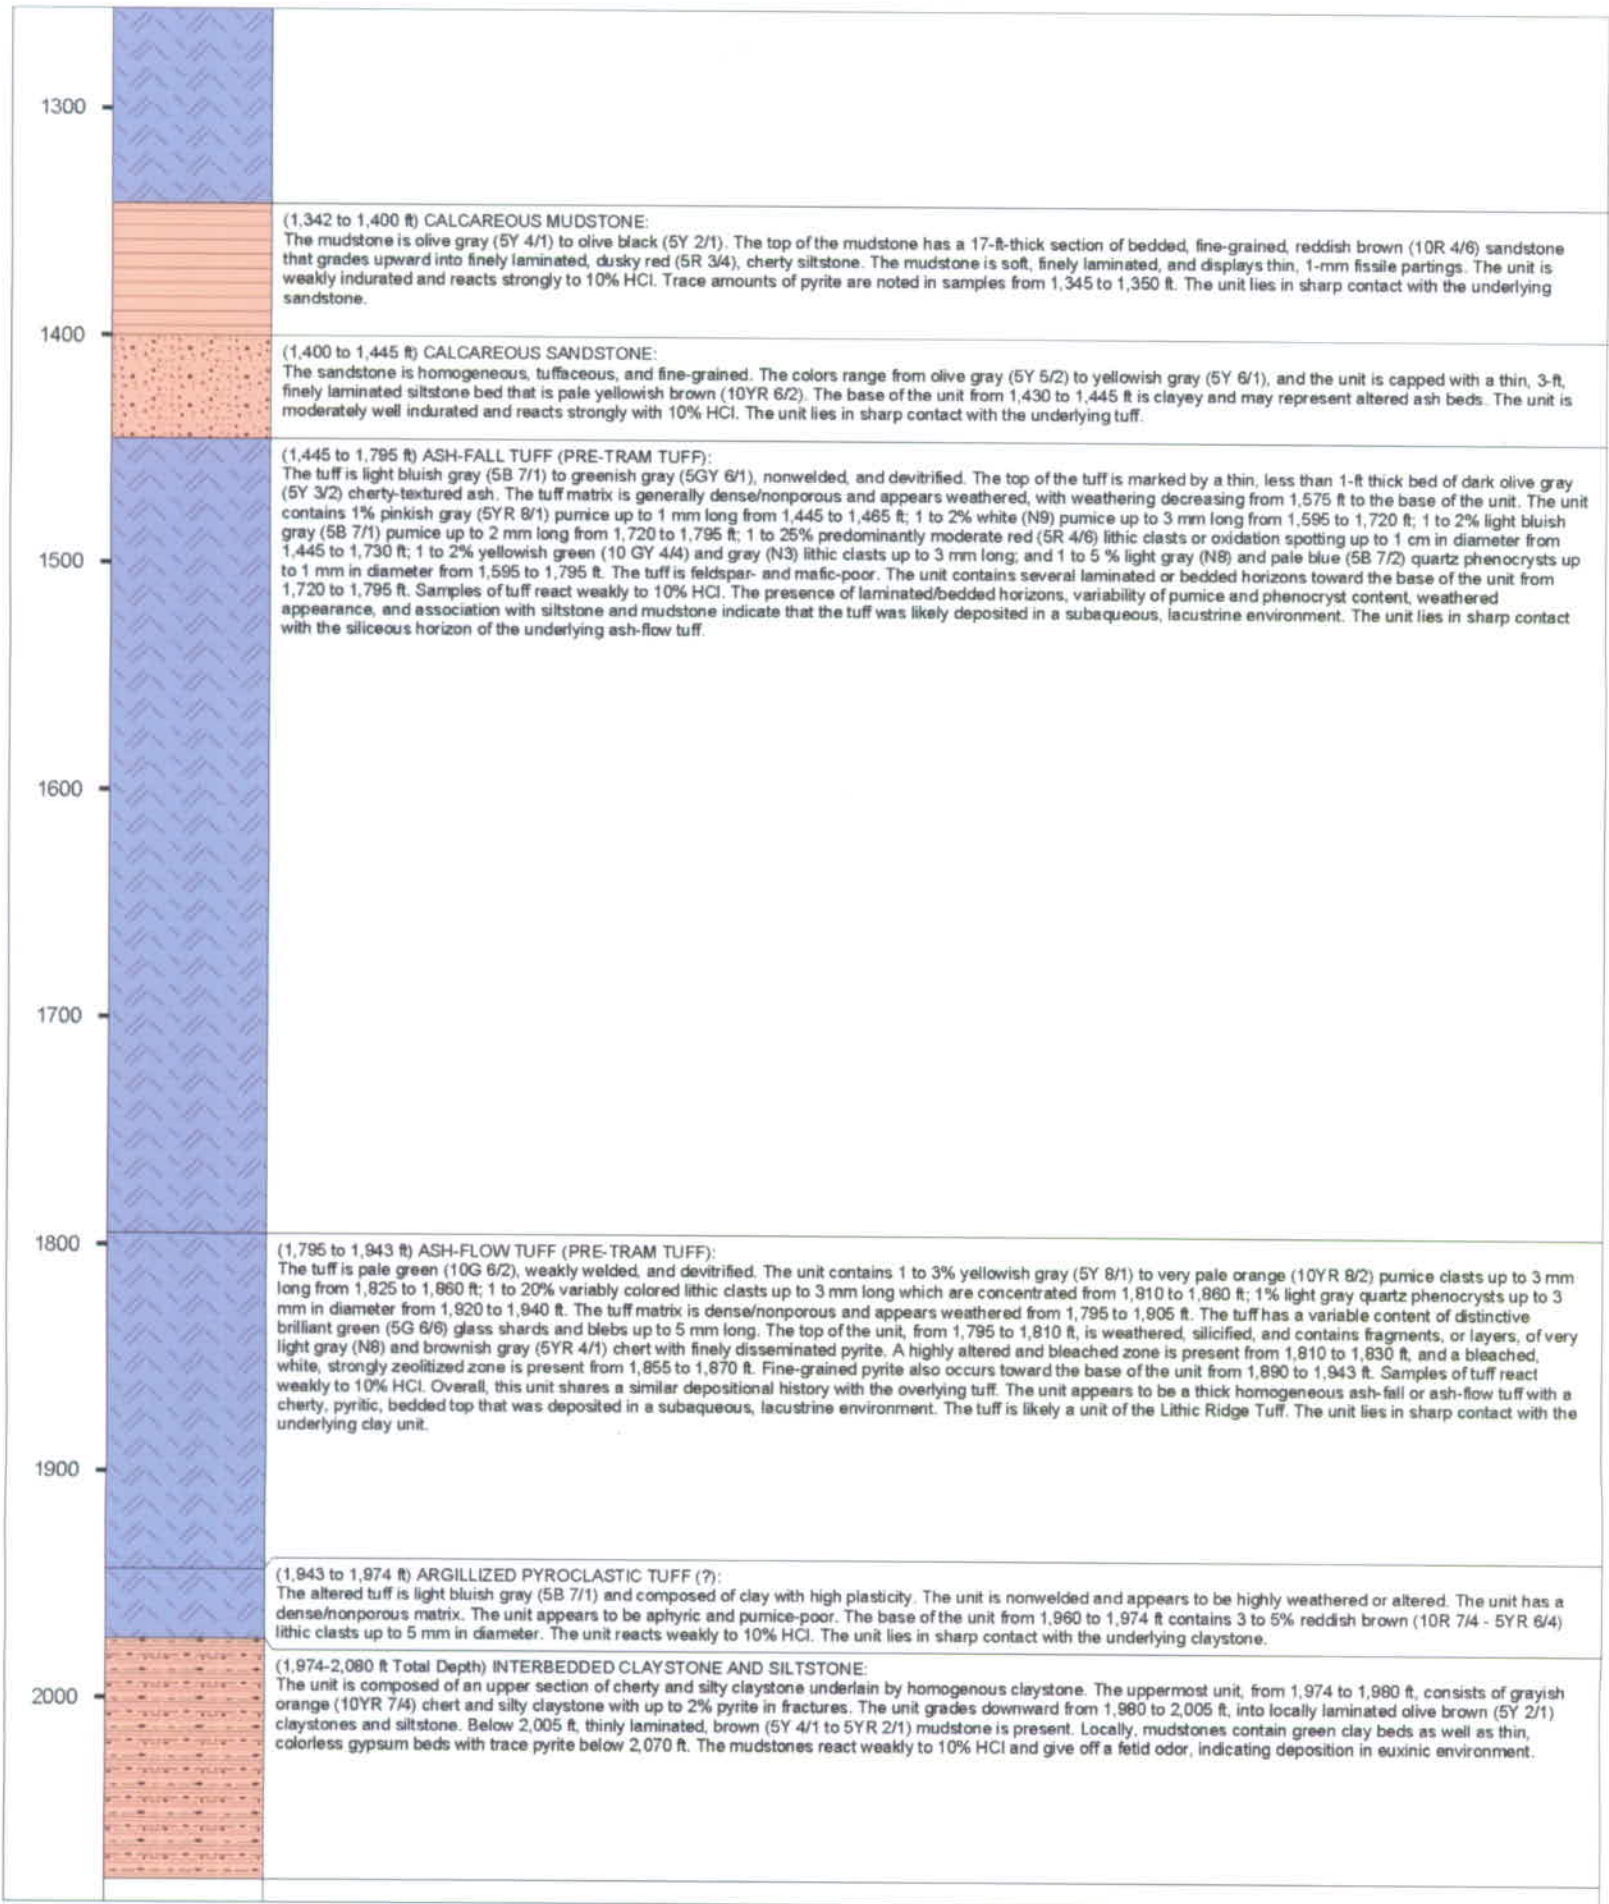 1300
(1,342 to 1,400 ft) CALCAREOUS MUDSTONE:
The mudstone is olive gray (5Y 4/1) to olive black (5Y 2/1). The top of the mudstone has a 17-ft-thick section of bedded, fine-grained, reddish brown (10R 4/6) sandstone
that grades upward into finely laminated, dusky red (5R 3/4), cherty siltstone. The mudstone is soft, finely laminated, and displays thin, 1-mm fissile partings. The unit is
weakly indurated and reacts strongly to 10% HCl. Trace amounts of pyrite are noted in samples from 1,345 to 1,350 ft. The unit lies in sharp contact with the underlying
sandstone.
1400
(1,400 to 1,445 ft) CALCAREOUS SANDSTONE:
The sandstone is homogeneous, tuffaceous, and fine-grained. The colors range from olive gray (5Y 5/2) to yellowish gray (5Y 6/1), and the unit is capped with a thin, 3-ft,
finely laminated siltstone bed that is pale yellowish brown (10YR 6/2). The base of the unit from 1,430 to 1,445 ft is clayey and may represent altered ash beds. The unit is
moderately well indurated and reacts strongly with 10% HCl. The unit lies in sharp contact with the underlying tuff.
(1,445 to 1,795 ft) ASH-FALL TUFF (PRE-TRAM TUFF):
The tuff is light bluish gray (5B 7/1) to greenish gray (5GY 6/1), nonwelded, and devitrified. The top of the tuff is marked by a thin, less than 1-ft thick bed of dark olive gray
(5Y 3/2) cherty-textured ash. The tuff matrix is generally dense/nonporous and appears weathered, with weathering decreasing from 1,575 ft to the base of the unit. The unit
contains 1% pinkish gray (5YR 8/1) pumice up to 1 mm long from 1,445 to 1,465 ft; 1 to 2% white (N9) pumice up to 3 mm long from 1,595 to 1,720 ft; 1 to 2% light bluish
gray (5B 7/1) pumice up to 2 mm long from 1,720 to 1,795 ft; 1 to 25% predominantly moderate red (5R 4/6) lithic clasts or oxidation spotting up to 1 cm in diameter from
1,445 to 1,730 ft; 1 to 2% yellowish green (10 GY 4/4) and gray (N3) lithic clasts up to 3 mm long; and 1 to 5 % light gray (N8) and pale blue (5B 7/2) quartz phenocrysts up
1500
to 1 mm in diameter from 1,595 to 1,795 ft. The tuff is feldspar- and mafic-poor. The unit contains several laminated or bedded horizons toward the base of the unit from
1,720 to 1,795 ft. Samples of tuff react weakly to 10% HCl. The presence of laminated/bedded horizons, variability of pumice and phenocryst content, weathered
appearance, and association with siltstone and mudstone indicate that the tuff was likely deposited in a subaqueous, lacustrine environment. The unit lies in sharp contact
with the siliceous horizon of the underlying ash-flow tuff.
1600
1700
1800
(1,795 to 1,943 ft) ASH-FLOW TUFF (PRE-TRAM TUFF):
The tuff is pale green (10G 6/2), weakly welded, and devitrified. The unit contains 1 to 3% yellowish gray (5Y 8/1) to very pale orange (10YR 8/2) pumice clasts up to 3 mm
long from 1,825 to 1,860 ft; 1 to 20% variably colored lithic clasts up to 3 mm long which are concentrated from 1,810 to 1,860 ft; 1% light gray quartz phenocrysts up to 3
mm in diameter from 1,920 to 1,940 ft. The tuff matrix is dense/nonporous and appears weathered from 1,795 to 1,905 ft. The tuff has a variable content of distinctive
brilliant green (5G 6/6) glass shards and blebs up to 5 mm long. The top of the unit, from 1,795 to 1,810 ft, is weathered, silicified, and contains fragments, or layers, of very
light gray (N8) and brownish gray (5YR 4/1) chert with finely disseminated pyrite. A highly altered and bleached zone is present from 1,810 to 1,830 ft, and a bleached,
white, strongly zeolitized zone is present from 1,855 to 1,870 ft. Fine-grained pyrite also occurs toward the base of the unit from 1,890 to 1,943 ft. Samples of tuff react
weakly to 10% HCl. Overall, this unit shares a similar depositional history with the overlying tuff. The unit appears to be a thick homogeneous ash-fall or ash-flow tuff with a
cherty, pyritic, bedded top that was deposited in a subaqueous, lacustrine environment. The tuff is likely a unit of the Lithic Ridge Tuff. The unit lies in sharp contact with the
underlying clay unit.
1900
(1,943 to 1,974 ft) ARGILLIZED PYROCLASTIC TUFF (?):
The altered tuff is light bluish gray (5B 7/1) and composed of clay with high plasticity. The unit is nonwelded and appears to be highly weathered or altered. The unit has a
dense/nonporous matrix. The unit appears to be aphyric and pumice-poor. The base of the unit from 1,960 to 1,974 ft contains 3 to 5% reddish brown (10R 7/4 - 5YR 6/4)
lithic clasts up to 5 mm in diameter. The unit reacts weakly to 10% HCl. The unit lies in sharp contact with the underlying claystone.
(1,974-2,080 ft Total Depth) INTERBEDDED CLAYSTONE AND SILTSTONE:
The unit is composed of an upper section of cherty and silty claystone underlain by homogenous claystone. The uppermost unit, from 1,974 to 1,980 ft, consists of grayish
2000
orange (10YR 7/4) chert and silty claystone with up to 2% pyrite in fractures. The unit grades downward from 1,980 to 2,005 ft, into locally laminated olive brown (5Y 2/1)
claystones and siltstone. Below 2,005 ft, thinly laminated, brown (5Y 4/1 to 5YR 2/1) mudstone is present. Locally, mudstones contain green clay beds as well as thin,
colorless gypsum beds with trace pyrite below 2,070 ft. The mudstones react weakly to 10% HCl and give off a fetid odor, indicating deposition in euxinic environment.